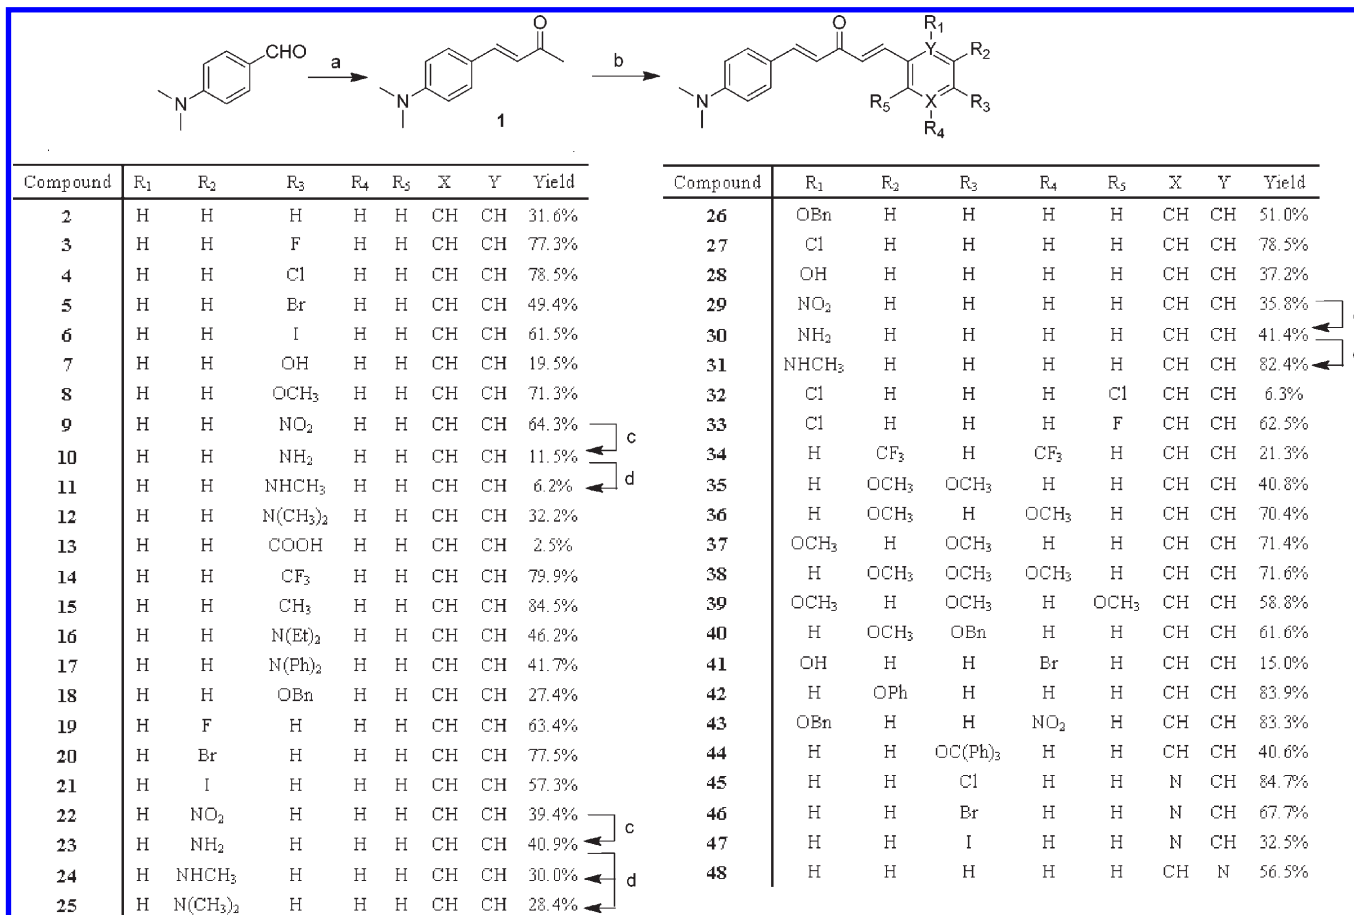 CHO
N
a
O
N
1
b
O
N
R₁
Y
R₂
R₅
X
R₃
R₄
Compound R₁ R₂ R₃ R₄ R₅ X Y Yield
2 H H H H H CH CH 31.6%
3 H H F H H CH CH 77.3%
4 H H Cl H H CH CH 78.5%
5 H H Br H H CH CH 49.4%
6 H H I H H CH CH 61.5%
7 H H OH H H CH CH 19.5%
8 H H OCH₃ H H CH CH 71.3%
9 H H NO₂ H H CH CH 64.3%
c
10 H H NH₂ H H CH CH 11.5%
d
11 H H NHCH₃ H H CH CH 6.2%
12 H H N(CH₃)₂ H H CH CH 32.2%
13 H H COOH H H CH CH 2.5%
14 H H CF₃ H H CH CH 79.9%
15 H H CH₃ H H CH CH 84.5%
16 H H N(Et)₂ H H CH CH 46.2%
17 H H N(Ph)₂ H H CH CH 41.7%
18 H H OBn H H CH CH 27.4%
19 H F H H H CH CH 63.4%
20 H Br H H H CH CH 77.5%
21 H I H H H CH CH 57.3%
22 H NO₂ H H H CH CH 39.4%
c
23 H NH₂ H H H CH CH 40.9%
24 H NHCH₃ H H H CH CH 30.0%
d
25 H N(CH₃)₂ H H H CH CH 28.4%
Compound R₁ R₂ R₃ R₄ R₅ X Y Yield
26 OBn H H H H CH CH 51.0%
27 Cl H H H H CH CH 78.5%
28 OH H H H H CH CH 37.2%
29 NO₂ H H H H CH CH 35.8%
30 NH₂ H H H H CH CH 41.4%
31 NHCH₃ H H H H CH CH 82.4%
32 Cl H H H Cl CH CH 6.3%
33 Cl H H H F CH CH 62.5%
34 H CF₃ H CF₃ H CH CH 21.3%
35 H OCH₃ OCH₃ H H CH CH 40.8%
36 H OCH₃ H OCH₃ H CH CH 70.4%
37 OCH₃ H OCH₃ H H CH CH 71.4%
38 H OCH₃ OCH₃ OCH₃ H CH CH 71.6%
39 OCH₃ H OCH₃ H OCH₃ CH CH 58.8%
40 H OCH₃ OBn H H CH CH 61.6%
41 OH H H Br H CH CH 15.0%
42 H OPh H H H CH CH 83.9%
43 OBn H H NO₂ H CH CH 83.3%
44 H H OC(Ph)₃ H H CH CH 40.6%
45 H H Cl H H N CH 84.7%
46 H H Br H H N CH 67.7%
47 H H I H H N CH 32.5%
48 H H H H H CH N 56.5%